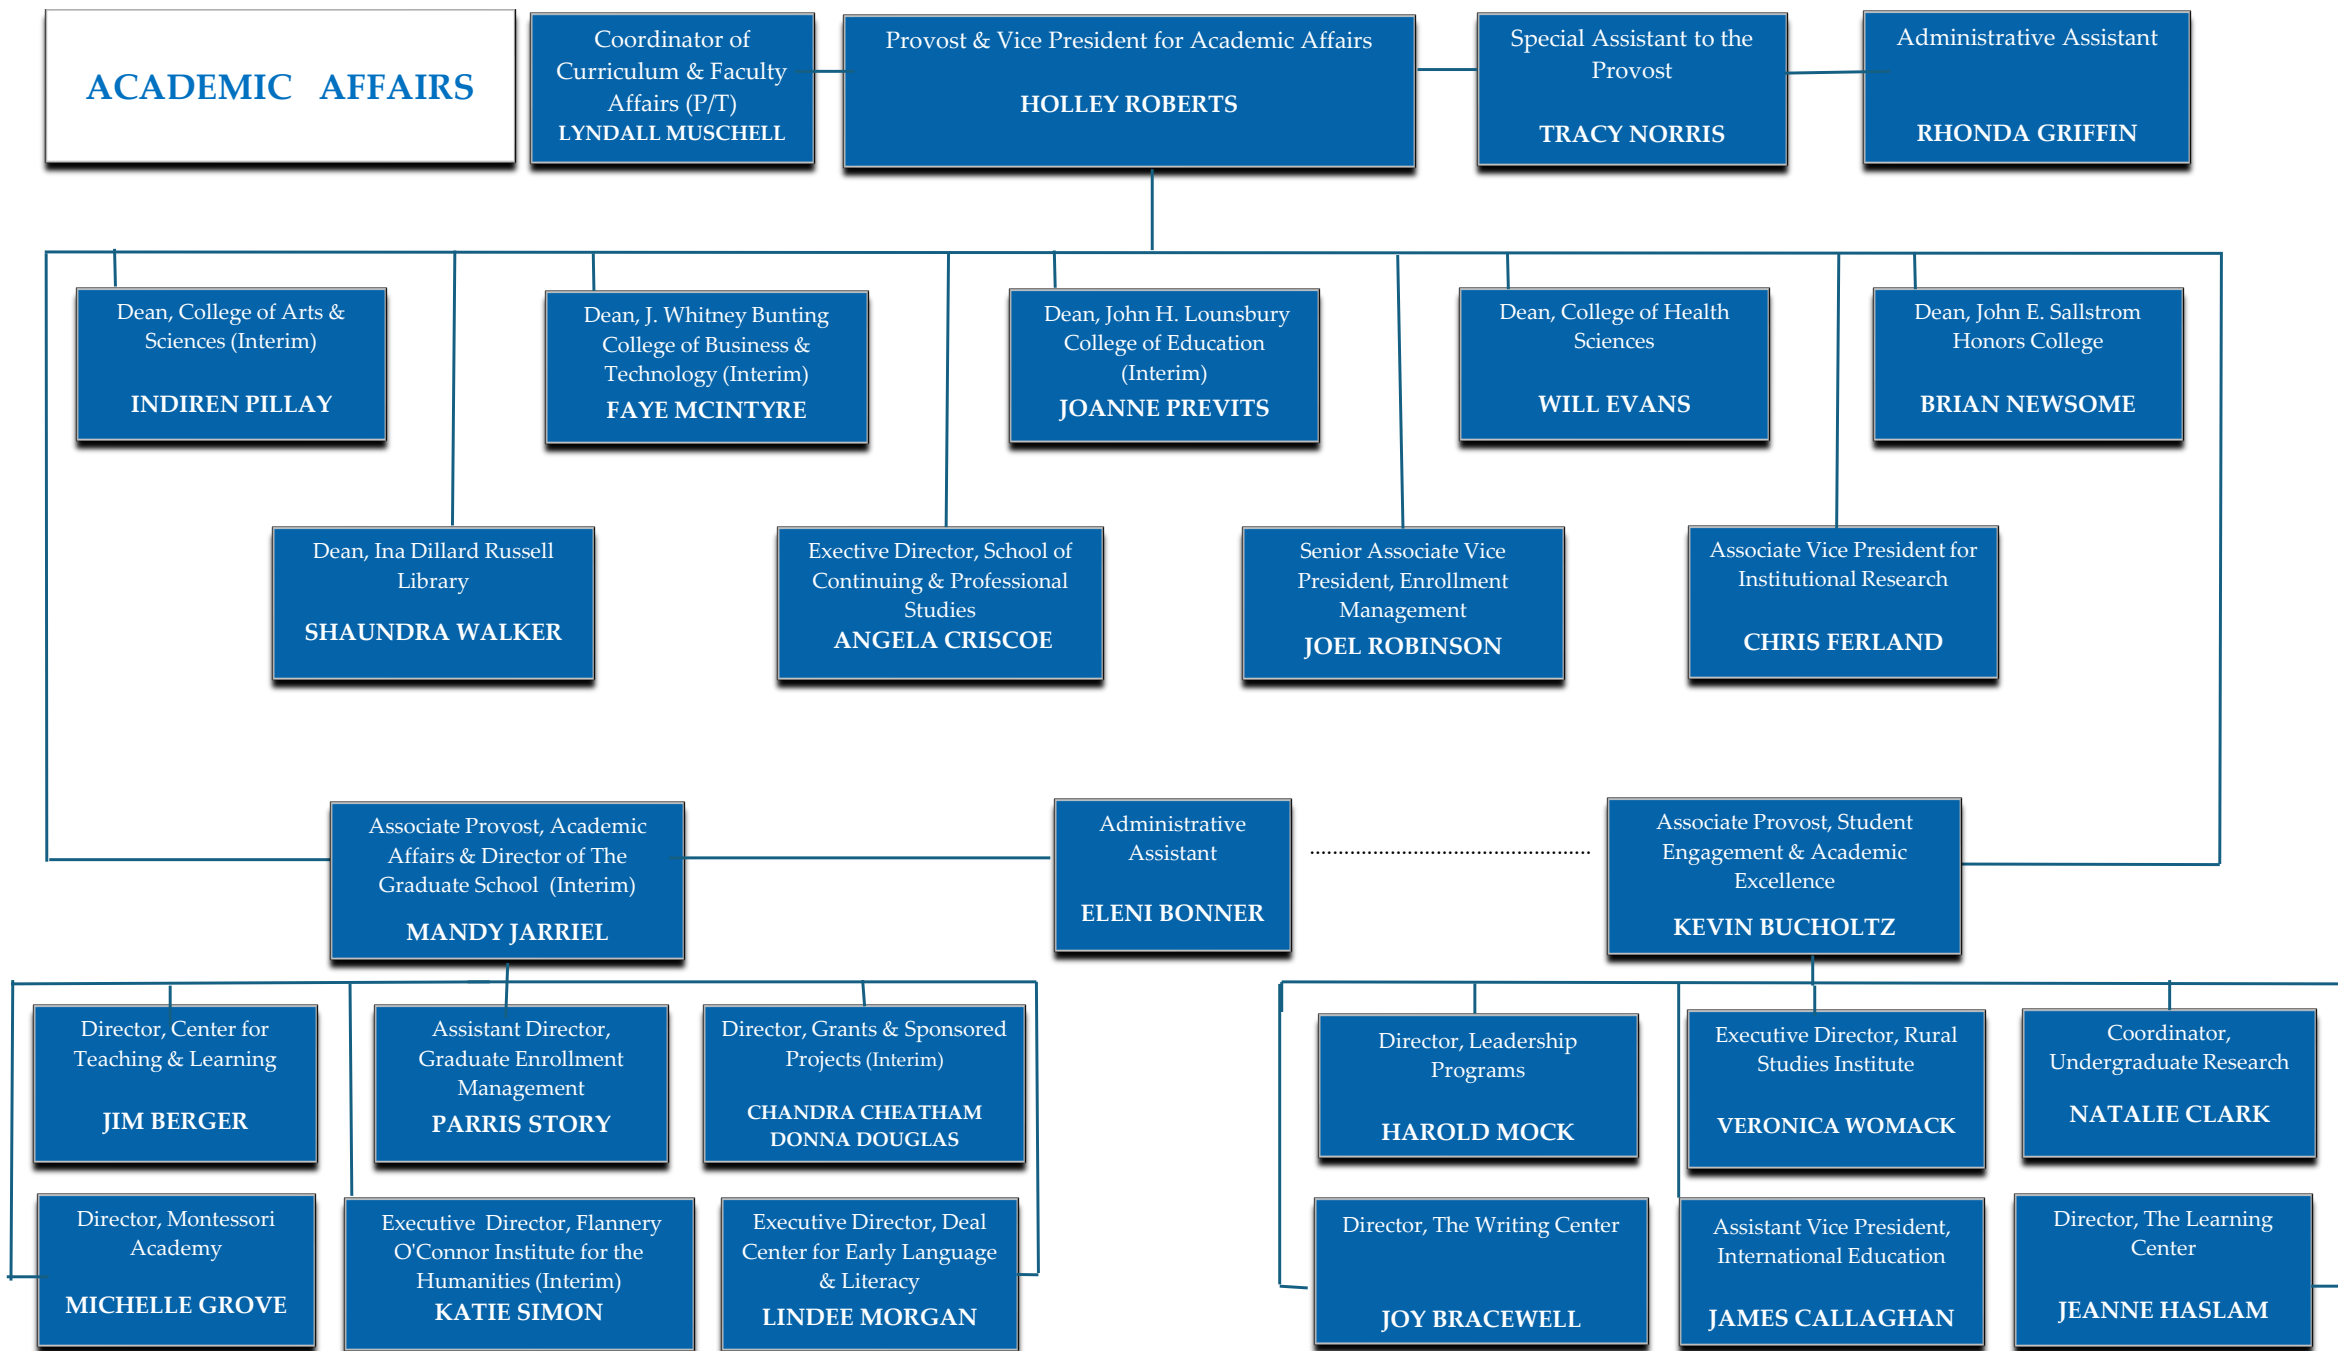 ACADEMIC AFFAIRS
Coordinator of
Curriculum & Faculty
Affairs (P/T)
LYNDALL MUSCHELL
Provost & Vice President for Academic Affairs
HOLLEY ROBERTS
Special Assistant to the
Provost
TRACY NORRIS
Administrative Assistant
RHONDA GRIFFIN
Dean, College of Arts &
Sciences (Interim)
INDIREN PILLAY
Dean, J. Whitney Bunting
College of Business &
Technology (Interim)
FAYE MCINTYRE
Dean, John H. Lounsbury
College of Education
(Interim)
JOANNE PREVITS
Dean, College of Health
Sciences
WILL EVANS
Dean, John E. Sallstrom
Honors College
BRIAN NEWSOME
Dean, Ina Dillard Russell
Library
SHAUNDRA WALKER
Exective Director, School of
Continuing & Professional
Studies
ANGELA CRISCOE
Senior Associate Vice
President, Enrollment
Management
JOEL ROBINSON
Associate Vice President for
Institutional Research
CHRIS FERLAND
Associate Provost, Academic
Affairs & Director of The
Graduate School (Interim)
MANDY JARRIEL
Administrative
Assistant
ELENI BONNER
Associate Provost, Student
Engagement & Academic
Excellence
KEVIN BUCHOLTZ
Director, Center for
Teaching & Learning
JIM BERGER
Assistant Director,
Graduate Enrollment
Management
PARRIS STORY
Director, Grants & Sponsored
Projects (Interim)
CHANDRA CHEATHAM
DONNA DOUGLAS
Director, Leadership
Programs
HAROLD MOCK
Executive Director, Rural
Studies Institute
VERONICA WOMACK
Coordinator,
Undergraduate Research
NATALIE CLARK
Director, Montessori
Academy
MICHELLE GROVE
Executive Director, Flannery
O'Connor Institute for the
Humanities (Interim)
KATIE SIMON
Executive Director, Deal
Center for Early Language
& Literacy
LINDEE MORGAN
Director, The Writing Center
JOY BRACEWELL
Assistant Vice President,
International Education
JAMES CALLAGHAN
Director, The Learning
Center
JEANNE HASLAM